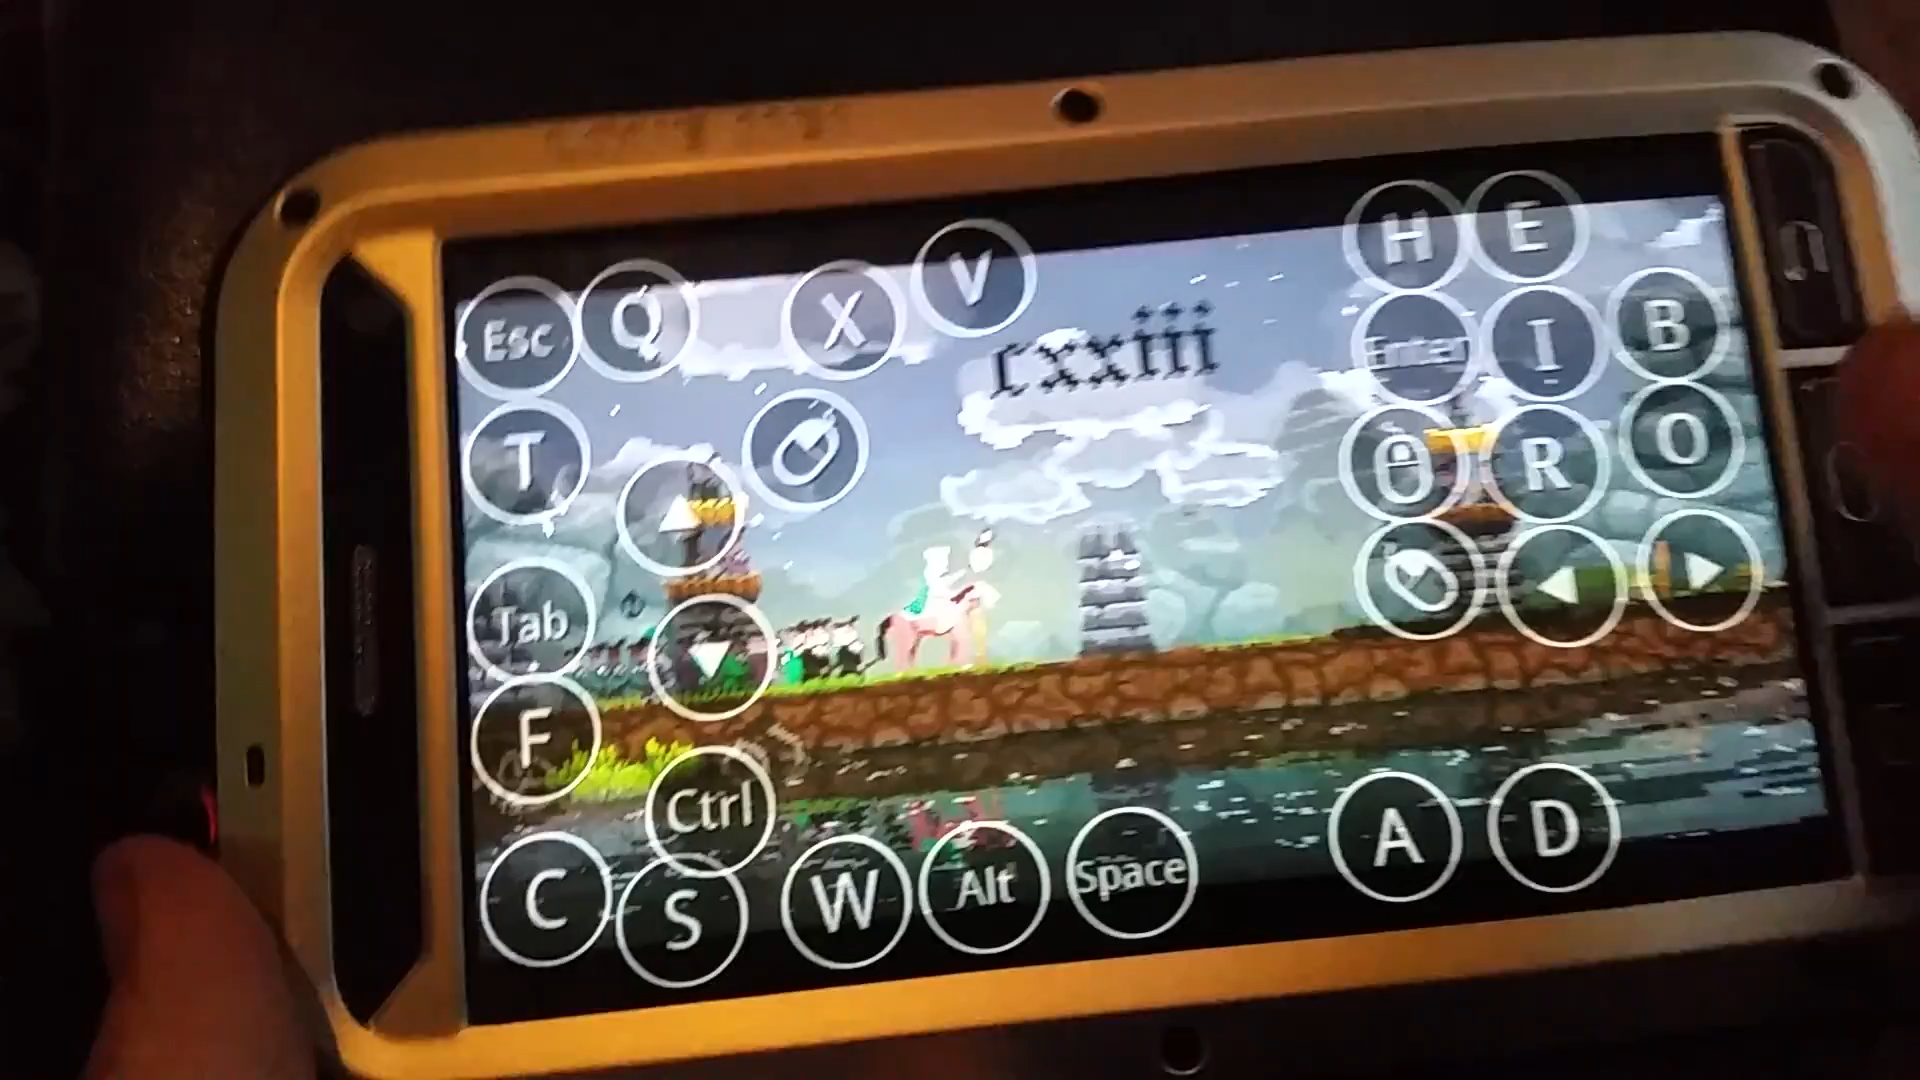 H E
V
Esc Q X
cxxiii
Enter I B
T
R O
Tab
F
Ctrl
A D
C S W Alt Space